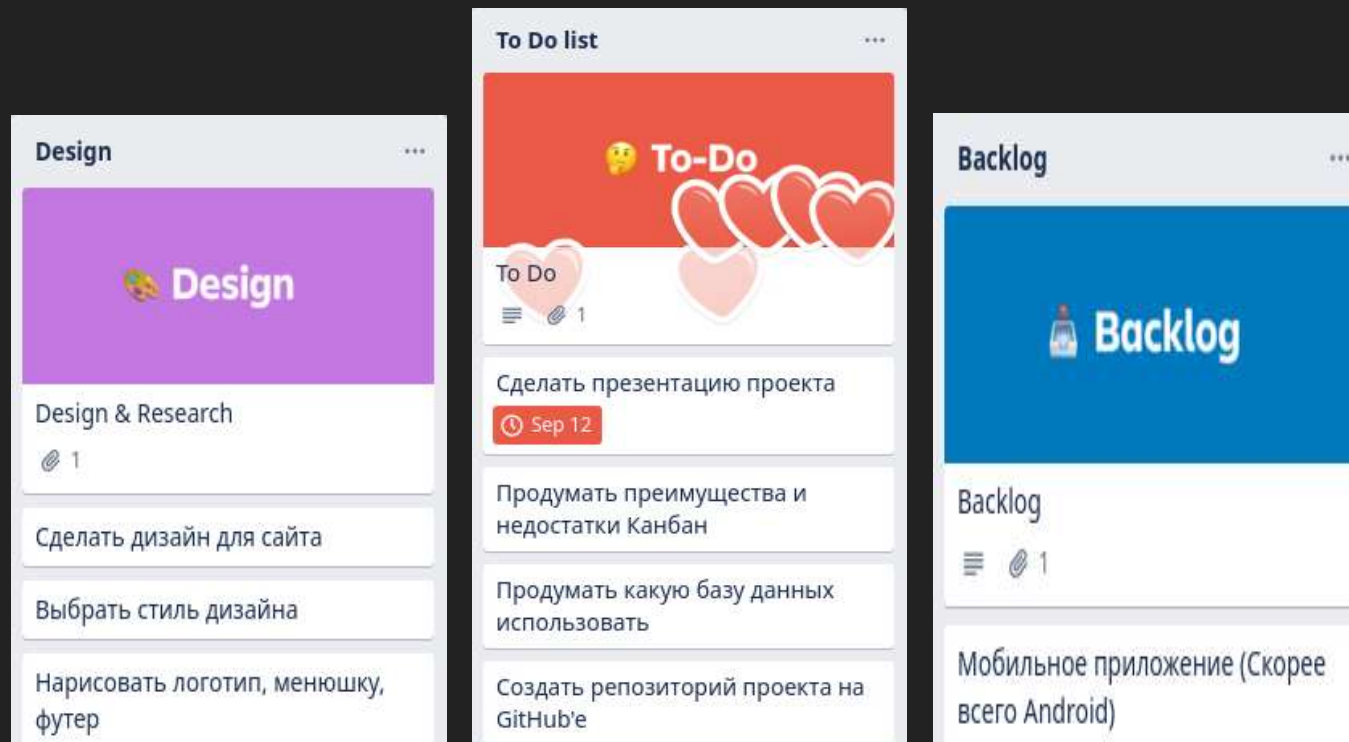 Design
Design
Design & Research
1
Сделать дизайн для сайта
Выбрать стиль дизайна
Нарисовать логотип, менюшку,
футер
To Do list
To-Do
To Do
1
Сделать презентацию проекта
Sep 12
Продумать преимущества и
недостатки Канбан
Продумать какую базу данных
использовать
Создать репозиторий проекта на
GitHub'е
Backlog
Backlog
Backlog
1
Мобильное приложение (Скорее
всего Android)